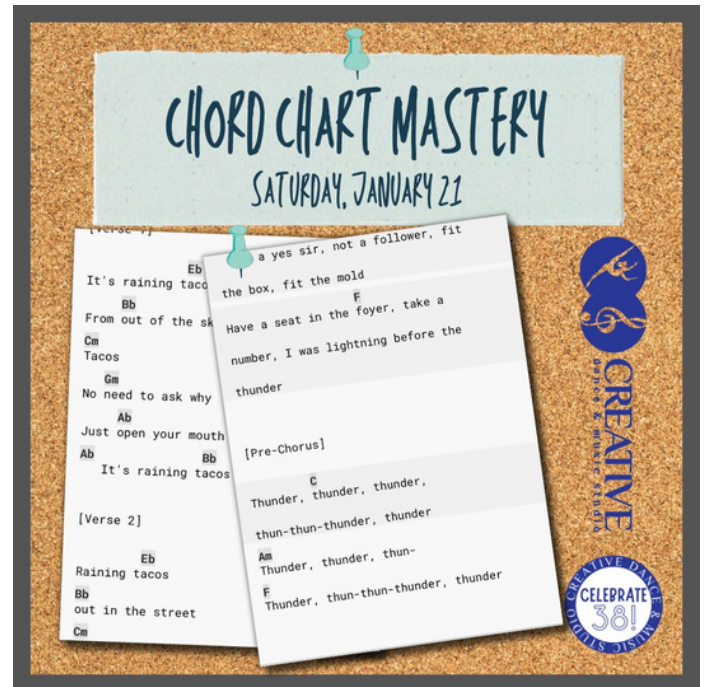 CHORD CHART MASTERY
SATURDAY, JANUARY 21
[Verse 1]
Eb
It's raining taco
Bb
From out of the sk
Cm
Tacos
Gm
No need to ask why
Ab
Just open your mouth
Ab Bb
It's raining tacos
[Verse 2]
Eb
Raining tacos
Bb
out in the street
Cm
a yes sir, not a follower, fit
the box, fit the mold
F
Have a seat in the foyer, take a
number, I was lightning before the
thunder
[Pre-Chorus]
C
Thunder, thunder, thunder,
thun-thun-thunder, thunder
Am
Thunder, thunder, thun-
F
Thunder, thun-thun-thunder, thunder
CREATIVE
dance & music studio
CREATIVE DANCE & MUSIC STUDIO
CELEBRATE
38!